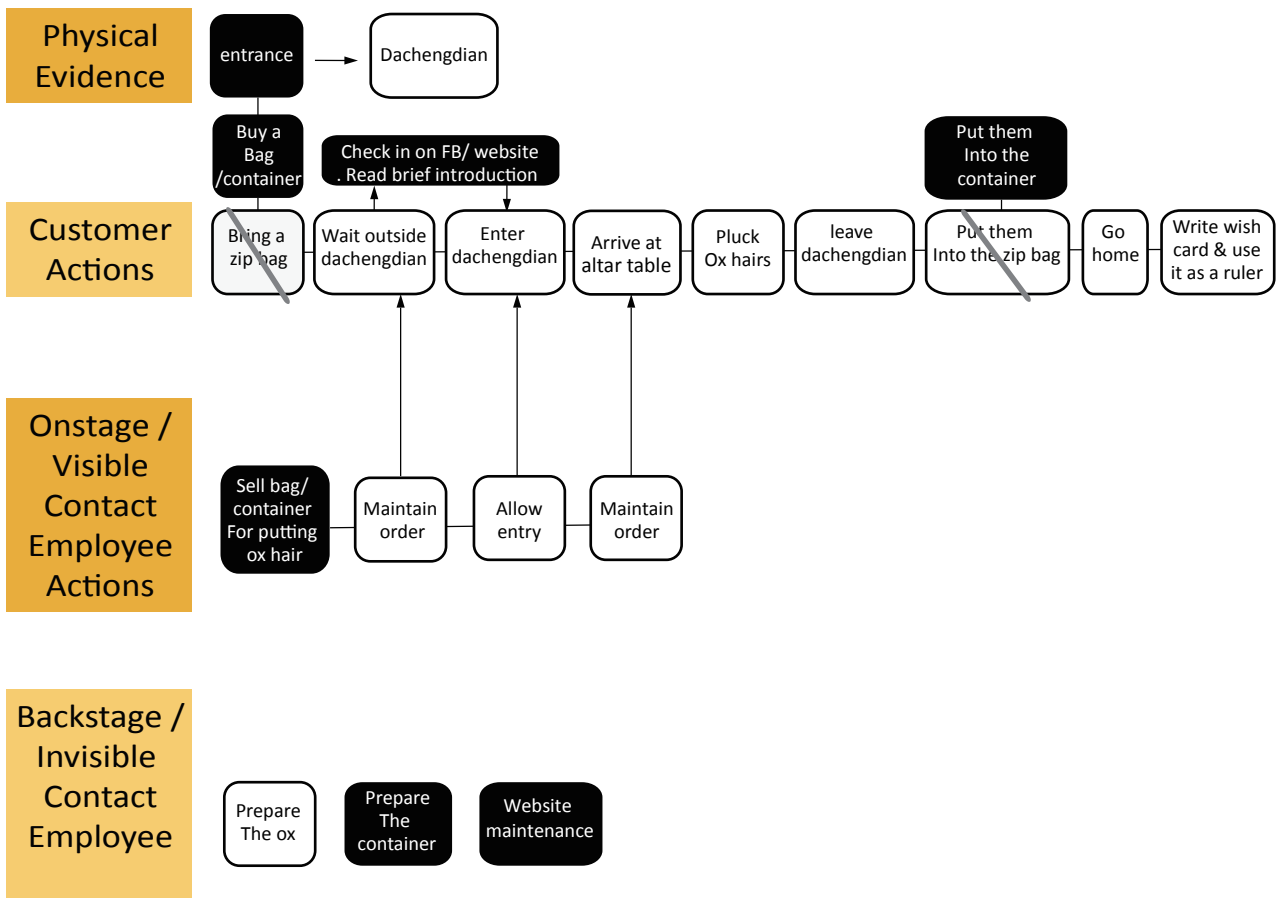 Physical
Evidence
entrance
Dachengdian
Buy a
Bag
/container
Check in on FB/ website
. Read brief introduction
Put them
Into the
container
Customer
Actions
Bring a
zip bag
Wait outside
dachengdian
Enter
dachengdian
Arrive at
altar table
Pluck
Ox hairs
leave
dachengdian
Put them
Into the zip bag
Go
home
Write wish
card & use
it as a ruler
Onstage /
Visible
Contact
Employee
Actions
Sell bag/
container
For putting
ox hair
Maintain
order
Allow
entry
Maintain
order
Backstage /
Invisible
Contact
Employee
Prepare
The ox
Prepare
The
container
Website
maintenance